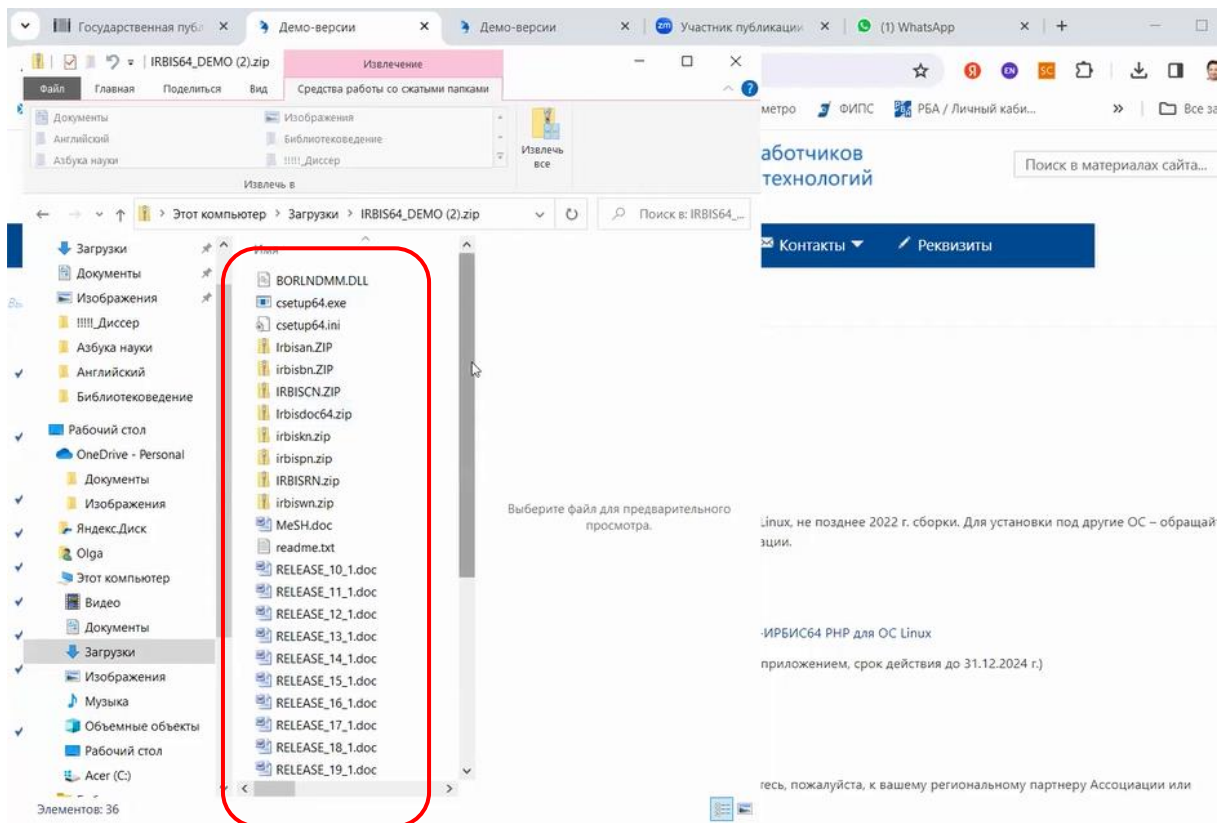 Государственная публ
Демо-версии
Демо-версии
Участник публикации
(1) WhatsApp
IRBIS64_DEMO (2).zip
Извлечение
Файл
Главная
Поделиться
Вид
Средства работы со сжатыми папками
Документы
Изображения
Английский
Библиотековедение
Азбука науки
!!!!!_Диссер
Извлечь все
Извлечь в
Этот компьютер > Загрузки > IRBIS64_DEMO (2).zip
Поиск в: IRBIS64_...
Загрузки
Документы
Изображения
!!!!!_Диссер
Азбука науки
Английский
Библиотековедение
Рабочий стол
OneDrive - Personal
Документы
Изображения
Яндекс.Диск
Olga
Этот компьютер
Видео
Документы
Загрузки
Изображения
Музыка
Объемные объекты
Рабочий стол
Acer (C:)
Имя
BORLNDMM.DLL
csetup64.exe
csetup64.ini
Irbisan.ZIP
irbisbn.ZIP
IRBISCN.ZIP
Irbisdoc64.zip
irbiskn.zip
irbispn.zip
IRBISRN.zip
irbiswn.zip
MeSH.doc
readme.txt
RELEASE_10_1.doc
RELEASE_11_1.doc
RELEASE_12_1.doc
RELEASE_13_1.doc
RELEASE_14_1.doc
RELEASE_15_1.doc
RELEASE_16_1.doc
RELEASE_17_1.doc
RELEASE_18_1.doc
RELEASE_19_1.doc
Выберите файл для предварительного
просмотра.
Элементов: 36
EN
SC
метро
ФИПС
РБА / Личный каби...
Все за
аботчиков
технологий
Поиск в материалах сайта...
Контакты
Реквизиты
Linux, не позднее 2022 г. сборки. Для установки под другие ОС – обращай
ации.
-ИРБИС64 PHP для ОС Linux
приложением, срок действия до 31.12.2024 г.)
тесь, пожалуйста, к вашему региональному партнеру Ассоциации или